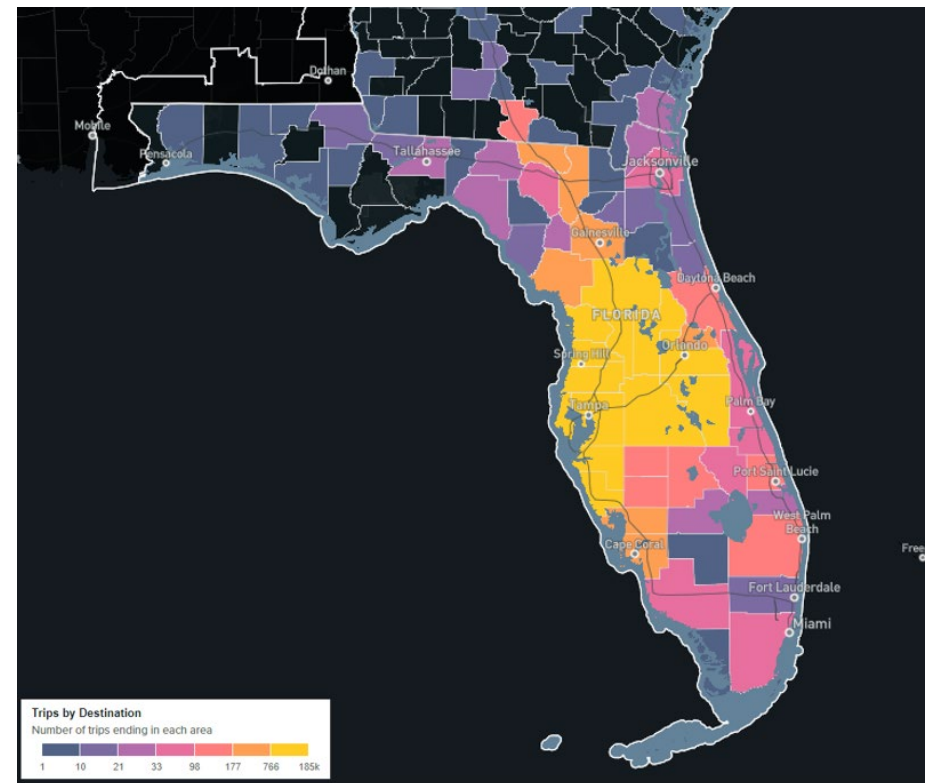 Dothan
Mobile
Pensacola
Tallahassee
Jacksonville
Gainesville
Daytona Beach
FLORIDA
Orlando
Spring Hill
Tampa
Palm Bay
Port Saint Lucie
West Palm
Beach
Cape Coral
Free
Fort Lauderdale
Miami
Trips by Destination
Number of trips ending in each area
1 10 21 33 98 177 766 185k